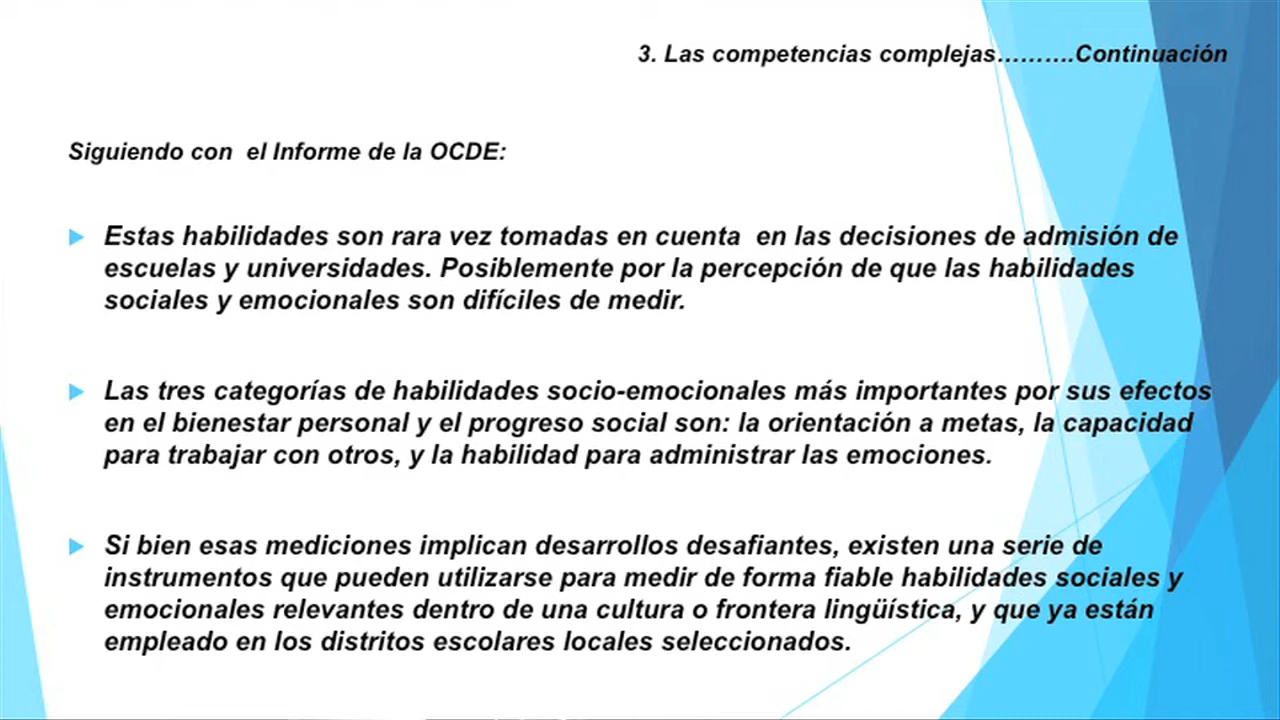 3. Las competencias complejas……….Continuación
Siguiendo con  el Informe de la OCDE:
Estas habilidades son rara vez tomadas en cuenta  en las decisiones de admisión de
escuelas y universidades. Posiblemente por la percepción de que las habilidades
sociales y emocionales son difíciles de medir.
Las tres categorías de habilidades socio-emocionales más importantes por sus efectos
en el bienestar personal y el progreso social son: la orientación a metas, la capacidad
para trabajar con otros, y la habilidad para administrar las emociones.
Si bien esas mediciones implican desarrollos desafiantes, existen una serie de
instrumentos que pueden utilizarse para medir de forma fiable habilidades sociales y
emocionales relevantes dentro de una cultura o frontera lingüística, y que ya están
empleado en los distritos escolares locales seleccionados.